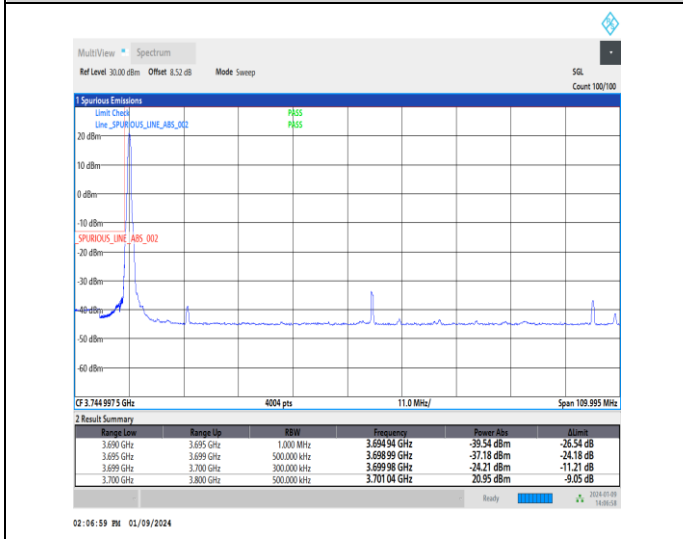 MultiView Spectrum
Ref Level 30.00 dBm Offset 8.52 dB Mode Sweep SGL
Count 100/100
1 Spurious Emissions
Limit Check PASS
Line _SPURIOUS_LINE_ABS_002 PASS
20 dBm
10 dBm
0 dBm
-10 dBm
_SPURIOUS_LINE_ABS_002
-20 dBm
-30 dBm
-40 dBm
-50 dBm
-60 dBm
CF 3.744 997 5 GHz 4004 pts 11.0 MHz/ Span 109.995 MHz
2 Result Summary
Range Low Range Up RBW Frequency Power Abs ΔLimit
3.690 GHz 3.695 GHz 1.000 MHz 3.694 94 GHz -39.54 dBm -26.54 dB
3.695 GHz 3.699 GHz 500.000 kHz 3.698 99 GHz -37.18 dBm -24.18 dB
3.699 GHz 3.700 GHz 300.000 kHz 3.699 98 GHz -24.21 dBm -11.21 dB
3.700 GHz 3.800 GHz 500.000 kHz 3.701 04 GHz 20.95 dBm -9.05 dB
Ready 2024-01-09
14:06:58
02:06:59 PM 01/09/2024